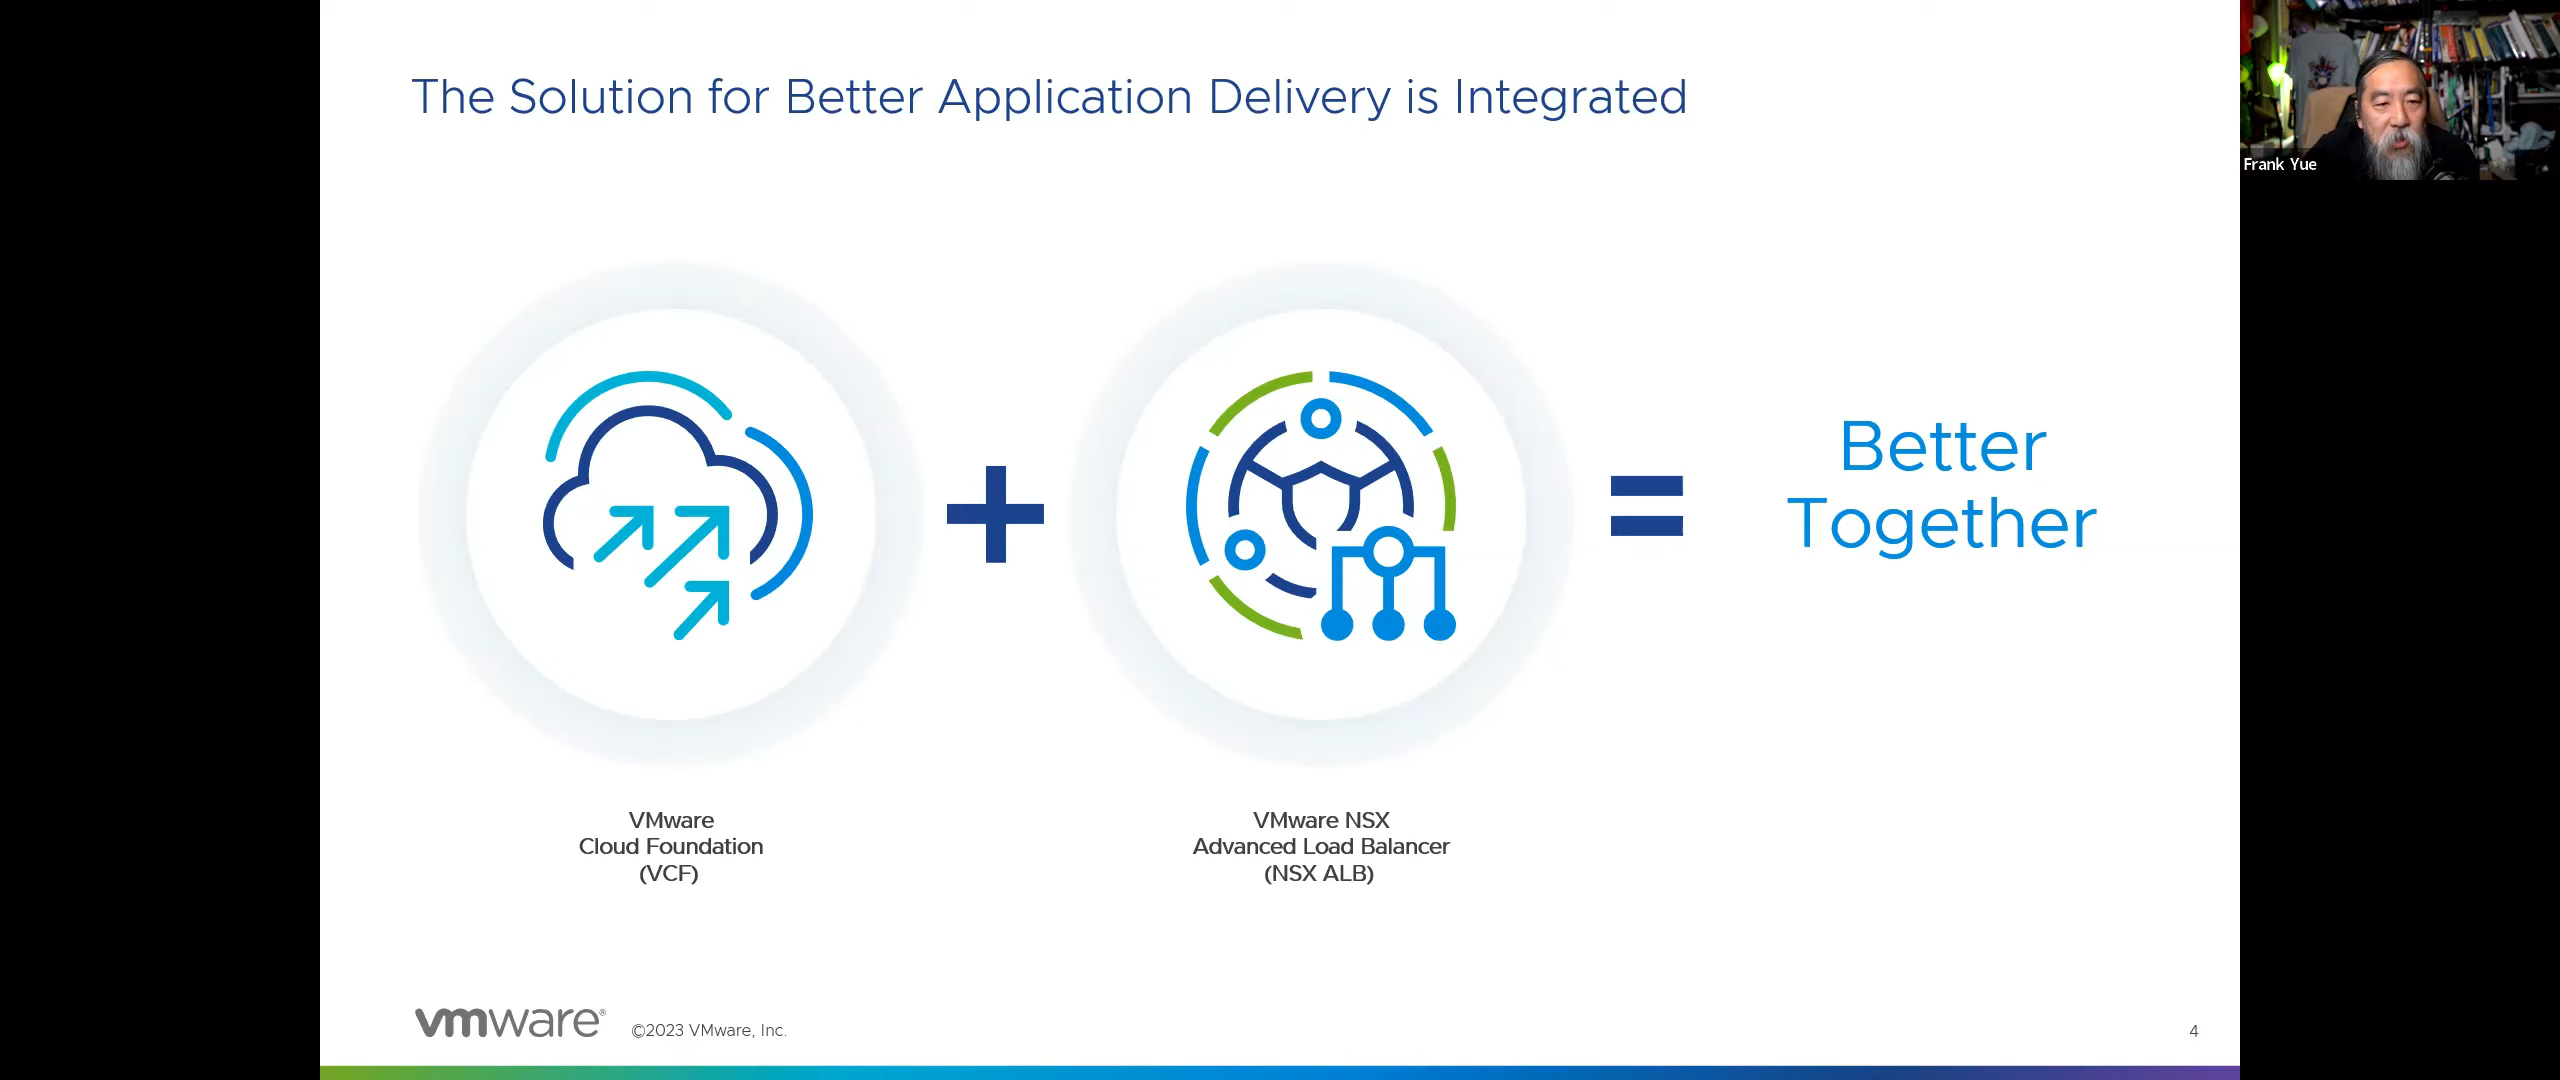 The Solution for Better Application Delivery is Integrated
Frank Yue
+
=
Better
Together
VMware
Cloud Foundation
(VCF)
VMware NSX
Advanced Load Balancer
(NSX ALB)
vmware®
©2023 VMware, Inc.
4